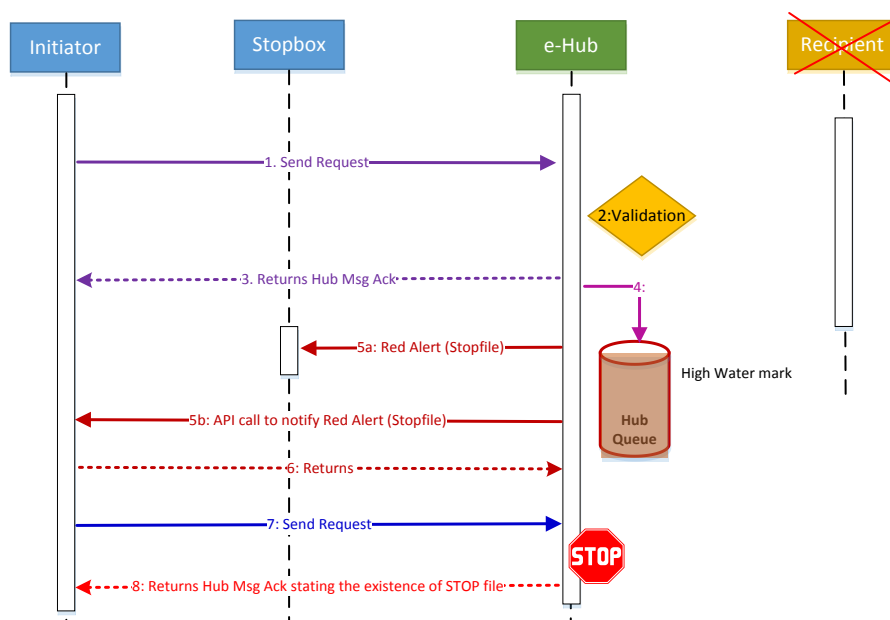 Initiator
Stopbox
e-Hub
Recipient
1. Send Request
2:Validation
3. Returns Hub Msg Ack
4:
5a: Red Alert (Stopfile)
High Water mark
Hub
Queue
5b: API call to notify Red Alert (Stopfile)
6: Returns
7: Send Request
STOP
8: Returns Hub Msg Ack stating the existence of STOP file